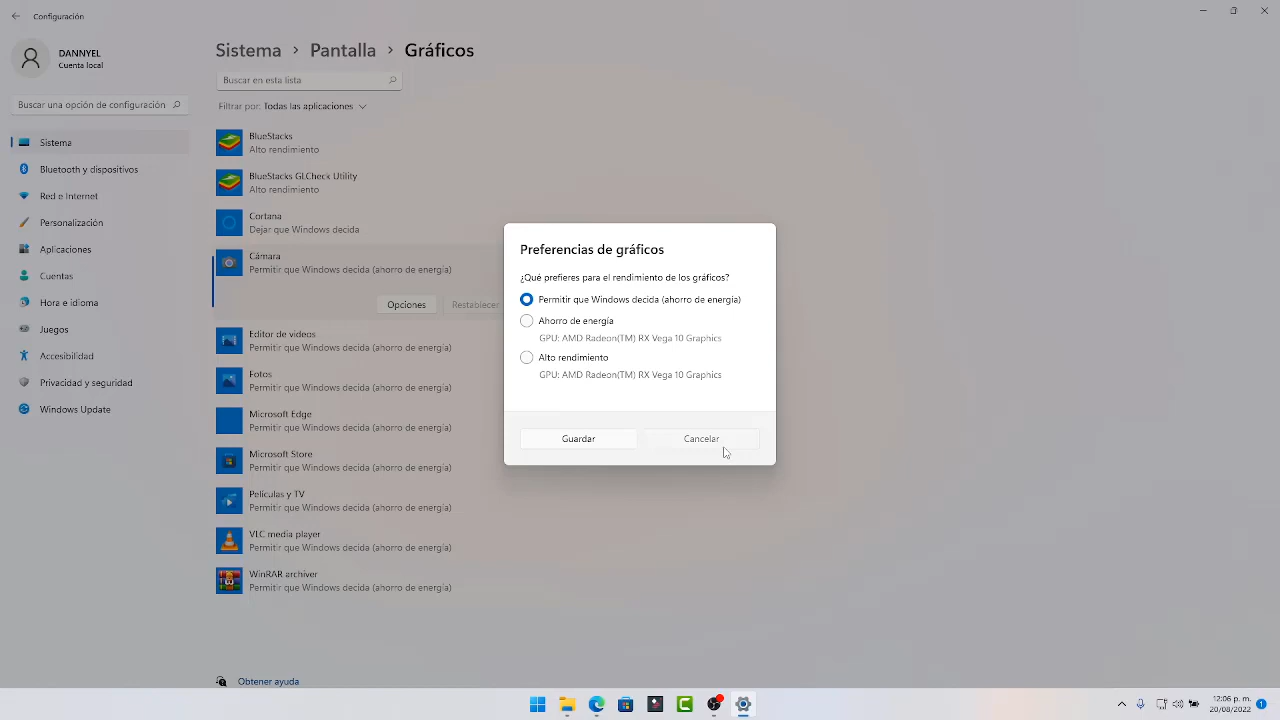 Configuración
DANNYEL
Cuenta local
Buscar una opción de configuración
Sistema
Bluetooth y dispositivos
Red e Internet
Personalización
Aplicaciones
Cuentas
Hora e idioma
Juegos
Accesibilidad
Privacidad y seguridad
Windows Update
Sistema > Pantalla > Gráficos
Buscar en esta lista
Filtrar por: Todas las aplicaciones
BlueStacks
Alto rendimiento
BlueStacks GLCheck Utility
Alto rendimiento
Cortana
Dejar que Windows decida
Cámara
Permitir que Windows decida (ahorro de energía)
Opciones
Restablecer
Editor de vídeos
Permitir que Windows decida (ahorro de energía)
Fotos
Permitir que Windows decida (ahorro de energía)
Microsoft Edge
Permitir que Windows decida (ahorro de energía)
Microsoft Store
Permitir que Windows decida (ahorro de energía)
Películas y TV
Permitir que Windows decida (ahorro de energía)
VLC media player
Permitir que Windows decida (ahorro de energía)
WinRAR archiver
Permitir que Windows decida (ahorro de energía)
Obtener ayuda
Preferencias de gráficos
¿Qué prefieres para el rendimiento de los gráficos?
Permitir que Windows decida (ahorro de energía)
Ahorro de energía
GPU: AMD Radeon(TM) RX Vega 10 Graphics
Alto rendimiento
GPU: AMD Radeon(TM) RX Vega 10 Graphics
Guardar
Cancelar
12:06 p. m.
20/08/2022
1